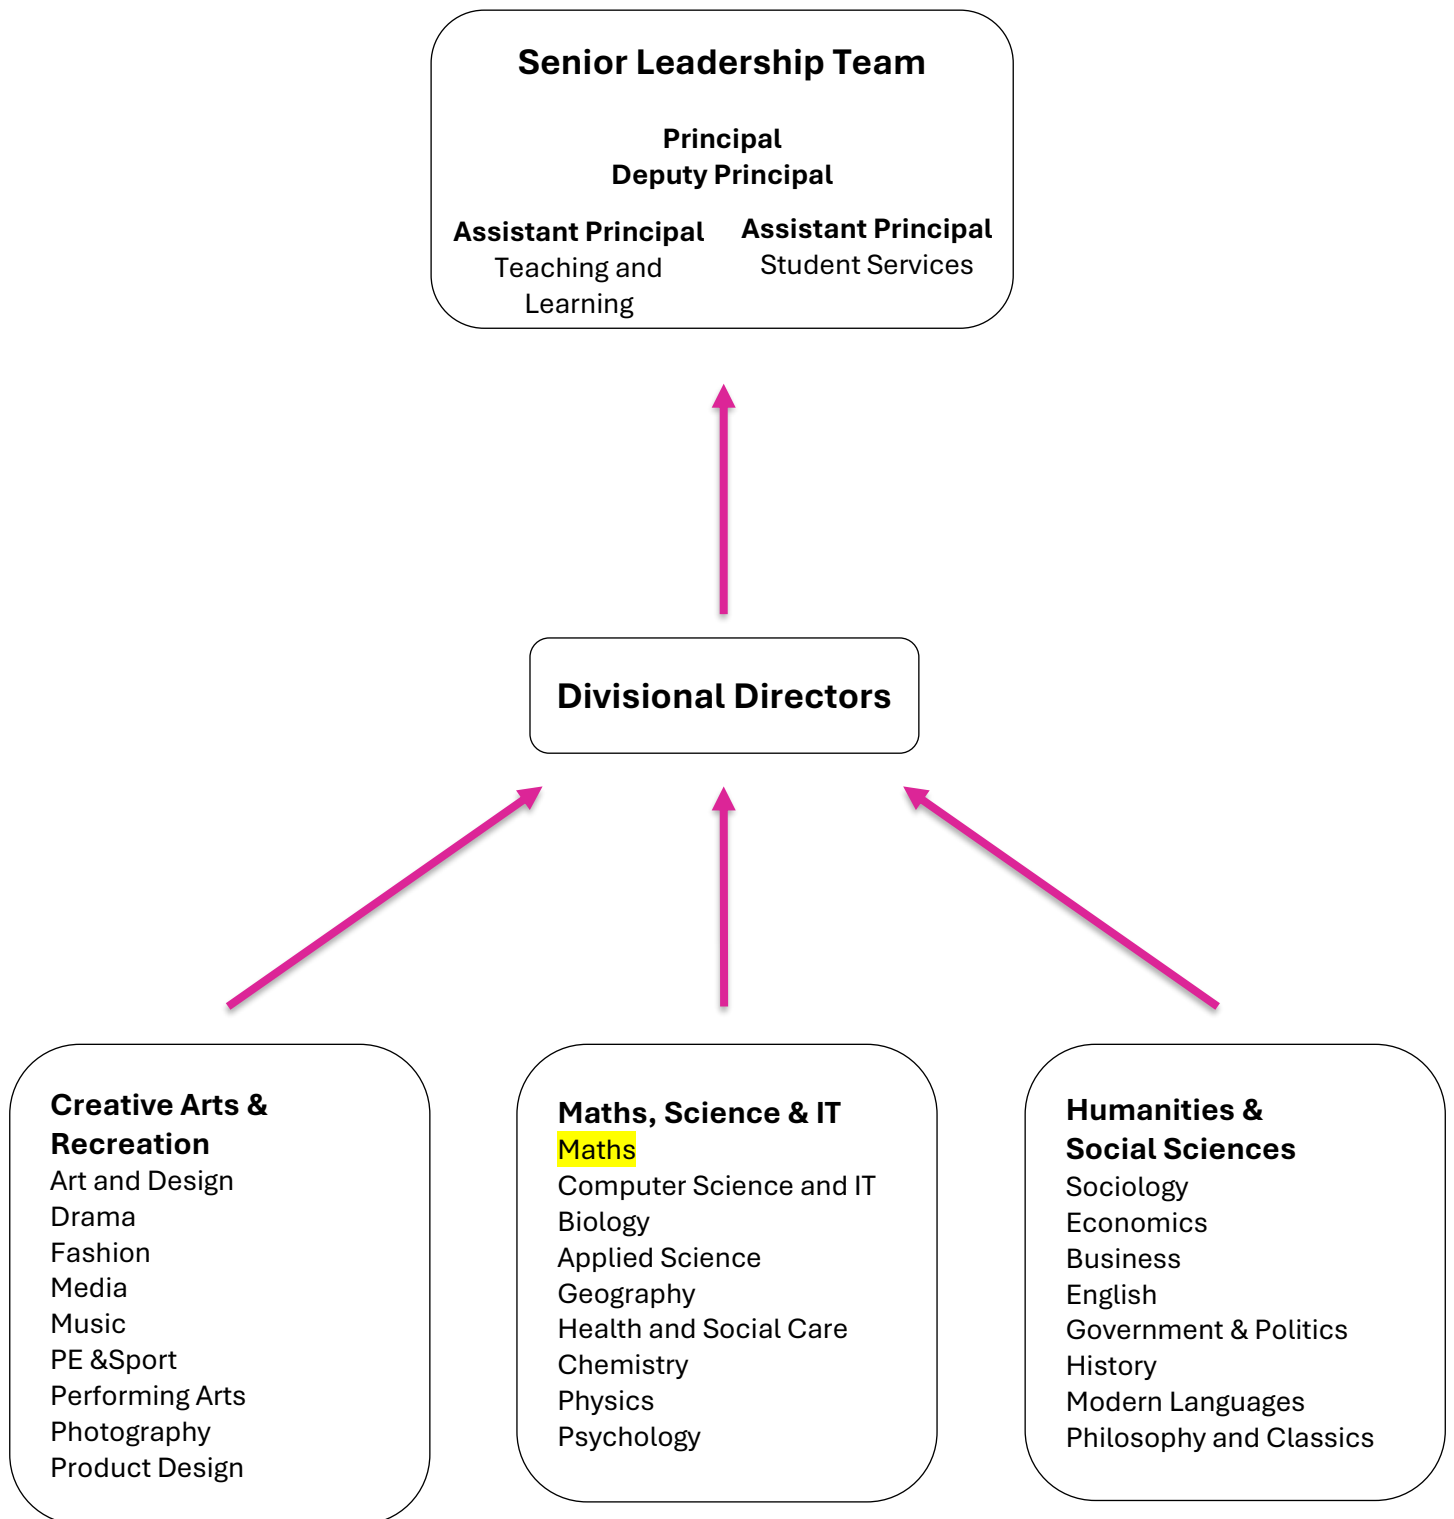 Senior Leadership Team
Principal
Deputy Principal
Assistant Principal
Teaching and
Learning
Assistant Principal
Student Services
Divisional Directors
Creative Arts &
Recreation
Art and Design
Drama
Fashion
Media
Music
PE &Sport
Performing Arts
Photography
Product Design
Maths, Science & IT
Maths
Computer Science and IT
Biology
Applied Science
Geography
Health and Social Care
Chemistry
Physics
Psychology
Humanities &
Social Sciences
Sociology
Economics
Business
English
Government & Politics
History
Modern Languages
Philosophy and Classics